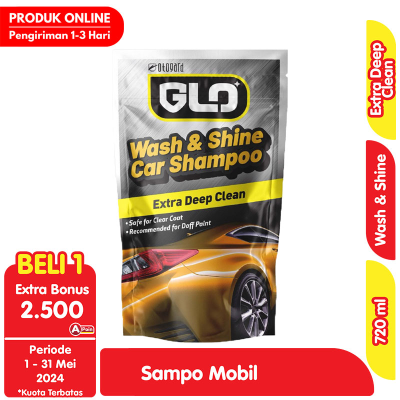 PRODUK ONLINE
Pengiriman 1-3 Hari
Otogard
GLO
Wash & Shine
Car Shampoo
Extra Deep Clean
• Safe for Clear Coat
• Recommended for Doff Paint
Extra Deep
Clean
Wash & Shine
720 ml
BELI 1
Extra Bonus
2.500
A-Poin
Periode
1 - 31 Mei
2024
*Kuota Terbatas
Sampo Mobil